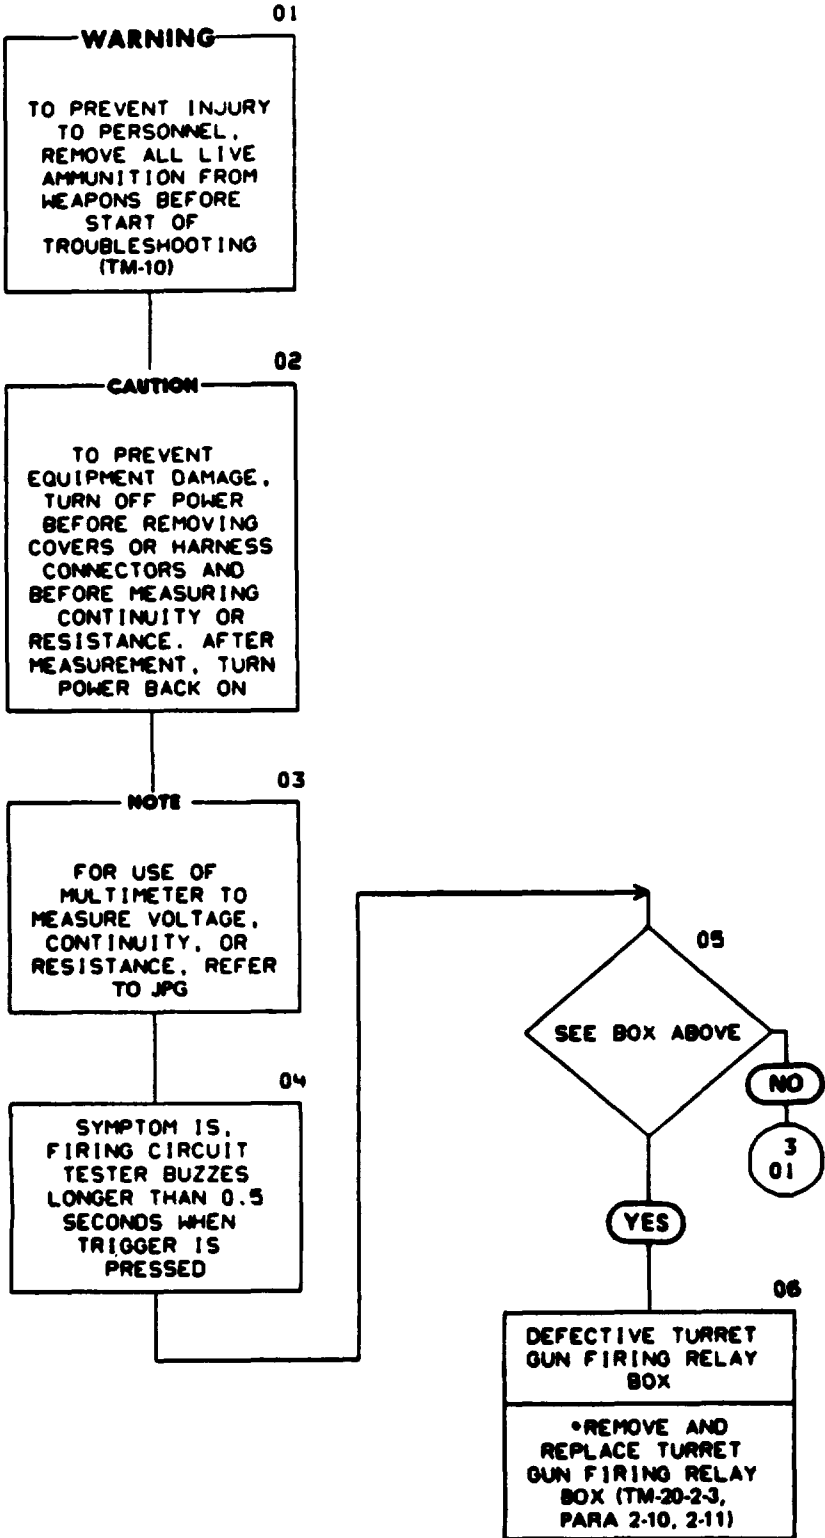 01
WARNING
TO PREVENT INJURY
TO PERSONNEL,
REMOVE ALL LIVE
AMMUNITION FROM
WEAPONS BEFORE
START OF
TROUBLESHOOTING
(TM-10)
02
CAUTION
TO PREVENT
EQUIPMENT DAMAGE,
TURN OFF POWER
BEFORE REMOVING
COVERS OR HARNESS
CONNECTORS AND
BEFORE MEASURING
CONTINUITY OR
RESISTANCE. AFTER
MEASUREMENT, TURN
POWER BACK ON
03
NOTE
FOR USE OF
MULTIMETER TO
MEASURE VOLTAGE,
CONTINUITY, OR
RESISTANCE, REFER
TO JPG
04
SYMPTOM IS,
FIRING CIRCUIT
TESTER BUZZES
LONGER THAN 0.5
SECONDS WHEN
TRIGGER IS
PRESSED
05
SEE BOX ABOVE
NO
3
01
YES
06
DEFECTIVE TURRET
GUN FIRING RELAY
BOX
•REMOVE AND
REPLACE TURRET
GUN FIRING RELAY
BOX (TM-20-2-3,
PARA 2-10, 2-11)